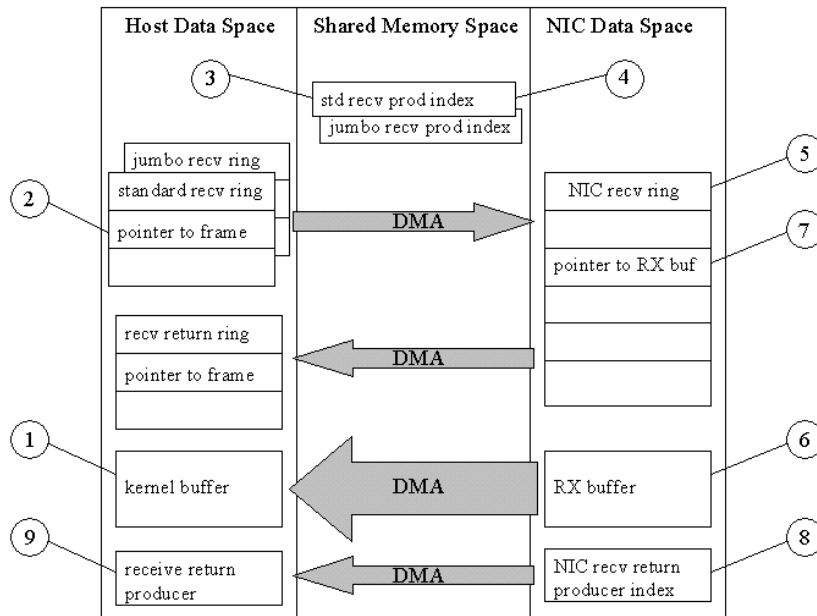 Host Data Space
Shared Memory Space
NIC Data Space
3
4
std recv prod index
jumbo recv prod index
jumbo recv ring
standard recv ring
pointer to frame
2
DMA
5
NIC recv ring
7
pointer to RX buf
recv return ring
pointer to frame
DMA
1
kernel buffer
DMA
6
RX buffer
9
receive return
producer
DMA
8
NIC recv return
producer index